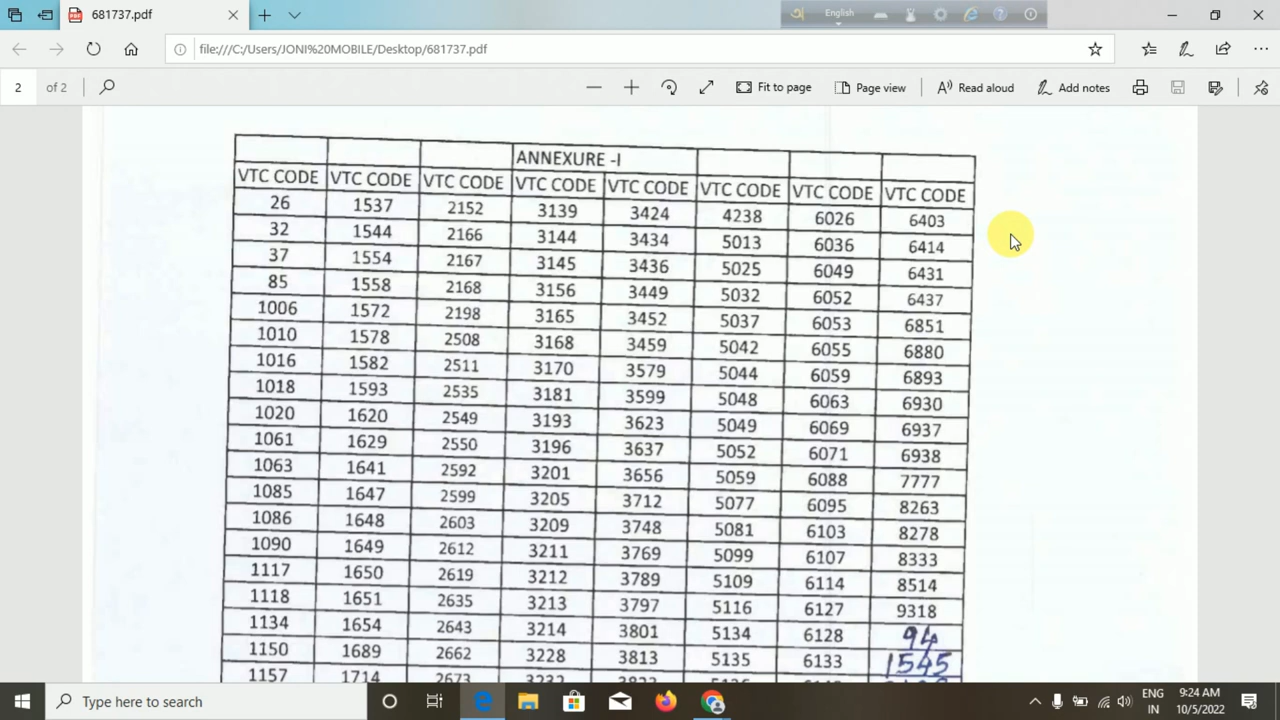 681737.pdf
English
file:///C:/Users/JONI%20MOBILE/Desktop/681737.pdf
2 of 2 Fit to page Page view Read aloud Add notes
ANNEXURE -I
VTC CODE VTC CODE VTC CODE VTC CODE VTC CODE VTC CODE VTC CODE VTC CODE
26 1537 2152 3139 3424 4238 6026 6403
32 1544 2166 3144 3434 5013 6036 6414
37 1554 2167 3145 3436 5025 6049 6431
85 1558 2168 3156 3449 5032 6052 6437
1006 1572 2198 3165 3452 5037 6053 6851
1010 1578 2508 3168 3459 5042 6055 6880
1016 1582 2511 3170 3579 5044 6059 6893
1018 1593 2535 3181 3599 5048 6063 6930
1020 1620 2549 3193 3623 5049 6069 6937
1061 1629 2550 3196 3637 5052 6071 6938
1063 1641 2592 3201 3656 5059 6088 7777
1085 1647 2599 3205 3712 5077 6095 8263
1086 1648 2603 3209 3748 5081 6103 8278
1090 1649 2612 3211 3769 5099 6107 8333
1117 1650 2619 3212 3789 5109 6114 8514
1118 1651 2635 3213 3797 5116 6127 9318
1134 1654 2643 3214 3801 5134 6128 94
1150 1689 2662 3228 3813 5135 6133 1545
1157 1714 2673
Type here to search
ENG 9:24 AM
IN 10/5/2022